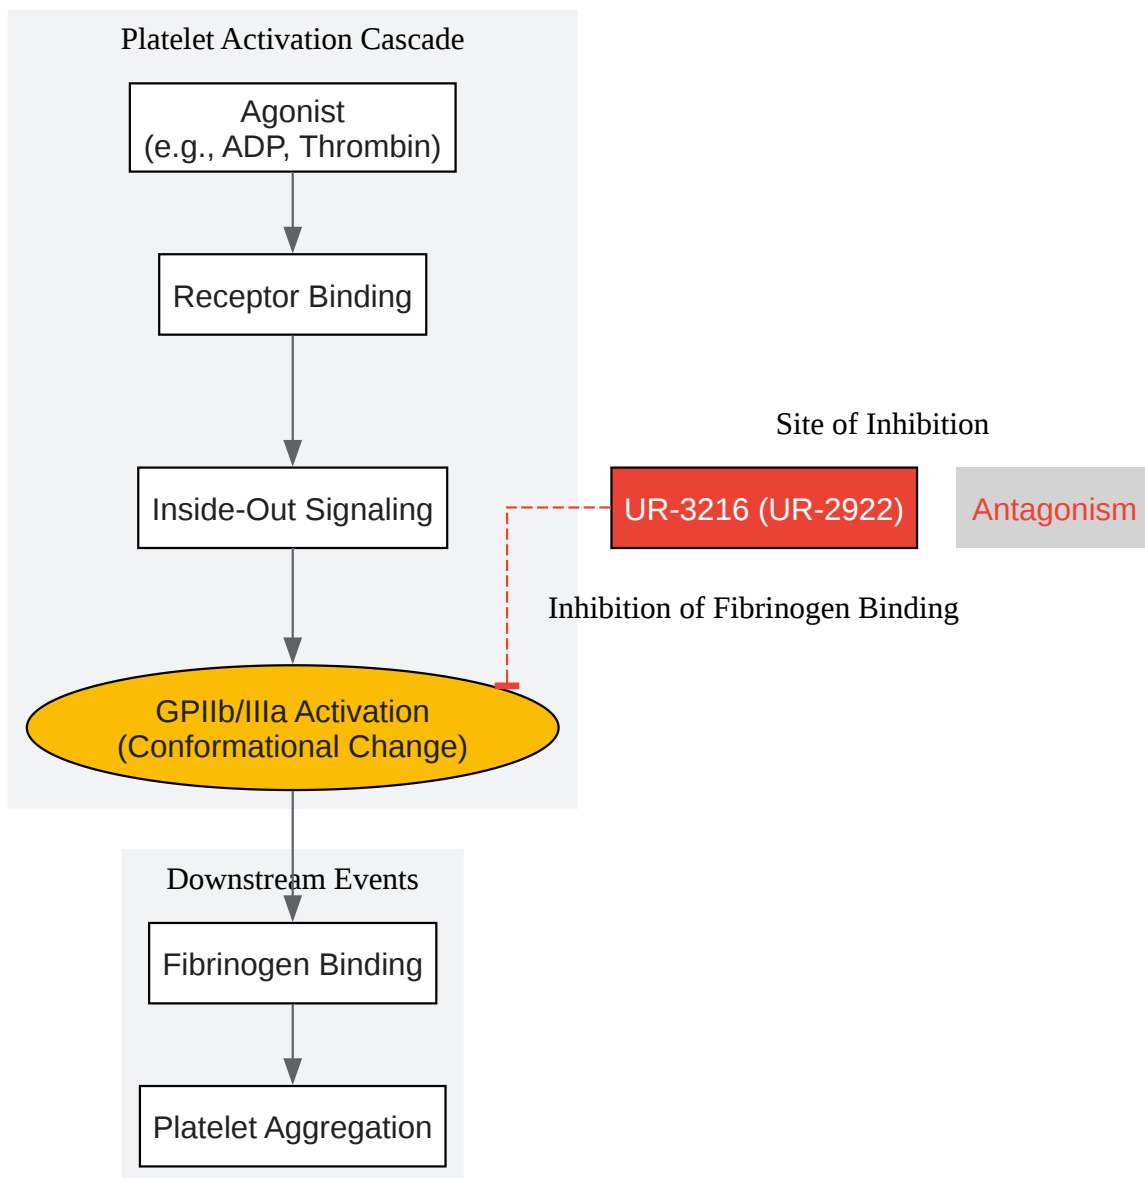 Platelet Activation Cascade
Agonist
(e.g., ADP, Thrombin)
Receptor Binding
Site of Inhibition
Inside-Out Signaling
UR-3216 (UR-2922)
Antagonism
Inhibition of Fibrinogen Binding
GPIIb/IIIa Activation
(Conformational Change)
Downstream Events
Fibrinogen Binding
Platelet Aggregation